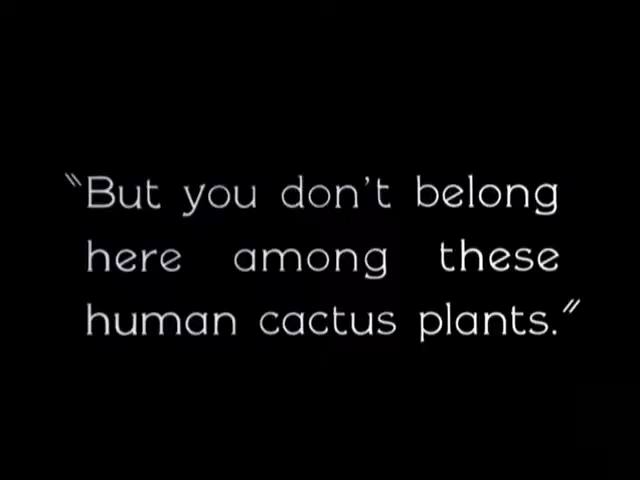 "But you don't belong
here among these
human cactus plants."